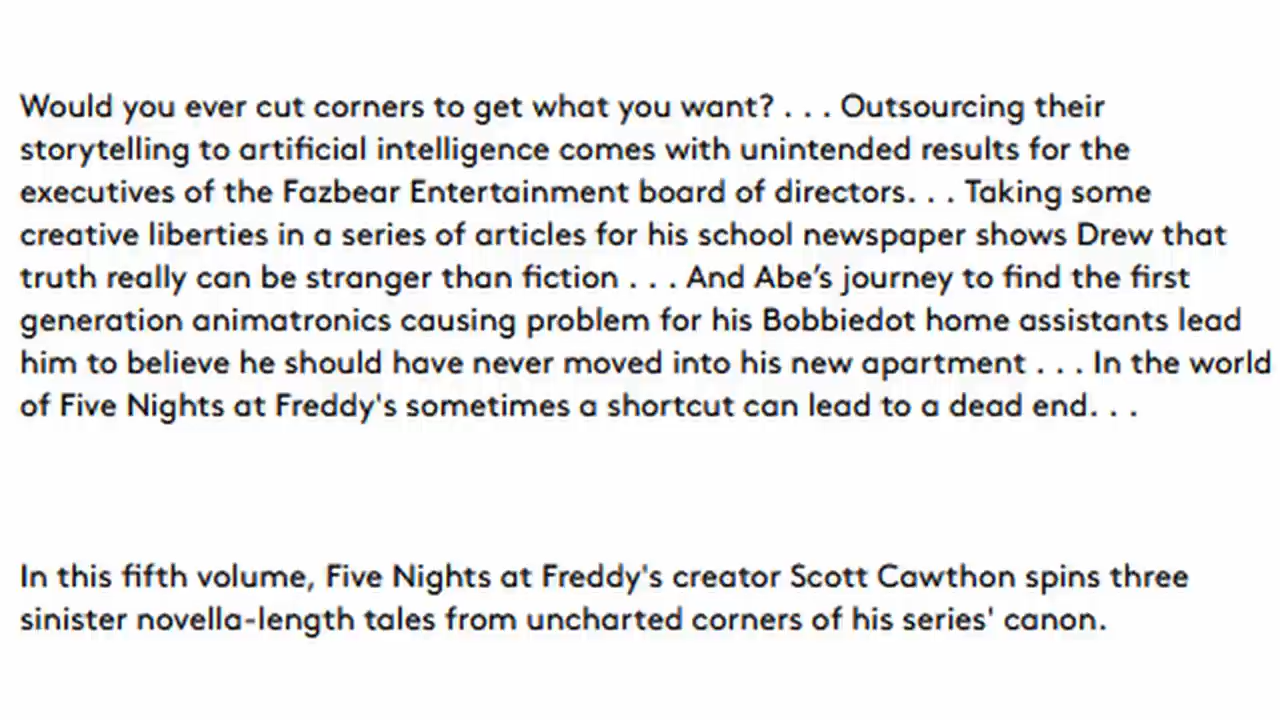 Would you ever cut corners to get what you want? . . . Outsourcing their
storytelling to artificial intelligence comes with unintended results for the
executives of the Fazbear Entertainment board of directors. . . Taking some
creative liberties in a series of articles for his school newspaper shows Drew that
truth really can be stranger than fiction . . . And Abe’s journey to find the first
generation animatronics causing problem for his Bobbiedot home assistants lead
him to believe he should have never moved into his new apartment . . . In the world
of Five Nights at Freddy's sometimes a shortcut can lead to a dead end. . .
In this fifth volume, Five Nights at Freddy's creator Scott Cawthon spins three
sinister novella-length tales from uncharted corners of his series' canon.